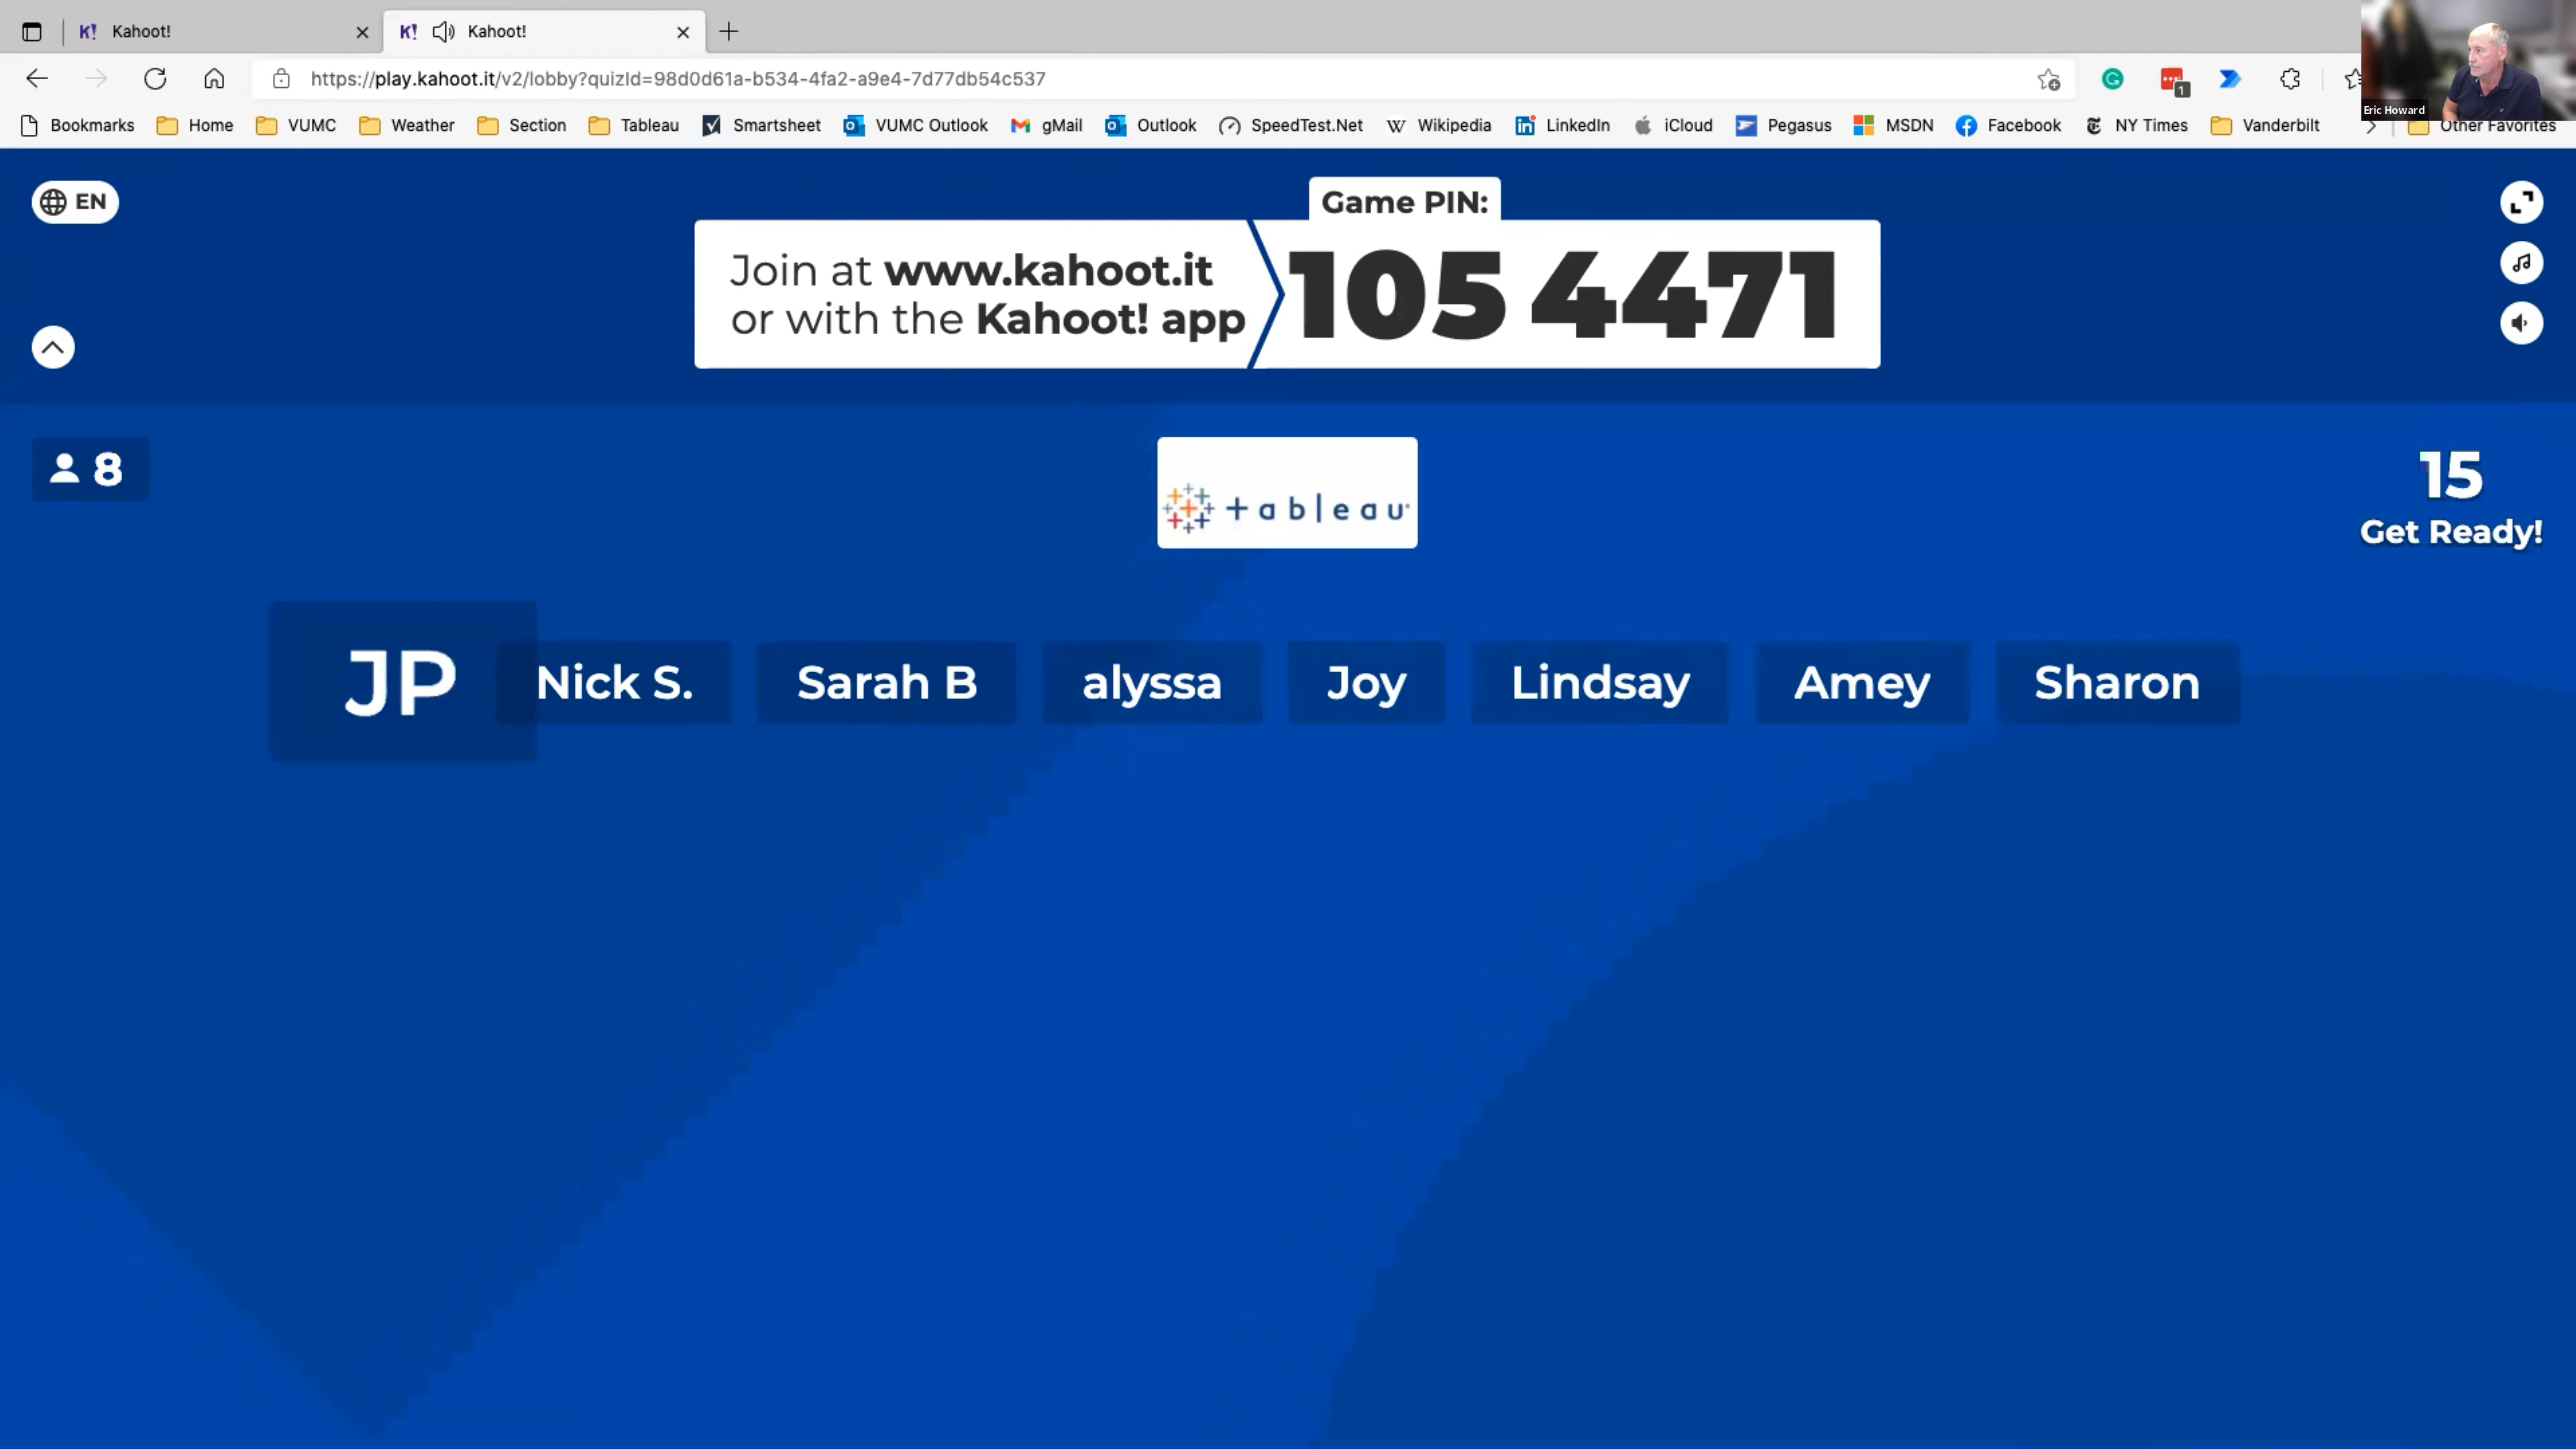 Kahoot!
Kahoot!
https://play.kahoot.it/v2/lobby?quizId=98d0d61a-b534-4fa2-a9e4-7d77db54c537
1
Eric Howard
Bookmarks Home VUMC Weather Section Tableau Smartsheet VUMC Outlook gMail Outlook SpeedTest.Net Wikipedia LinkedIn iCloud Pegasus MSDN Facebook NY Times Vanderbilt Other Favorites
EN
Game PIN:
Join at www.kahoot.it
or with the Kahoot! app
105 4471
8
+ableau
15
Get Ready!
JP Nick S. Sarah B alyssa Joy Lindsay Amey Sharon